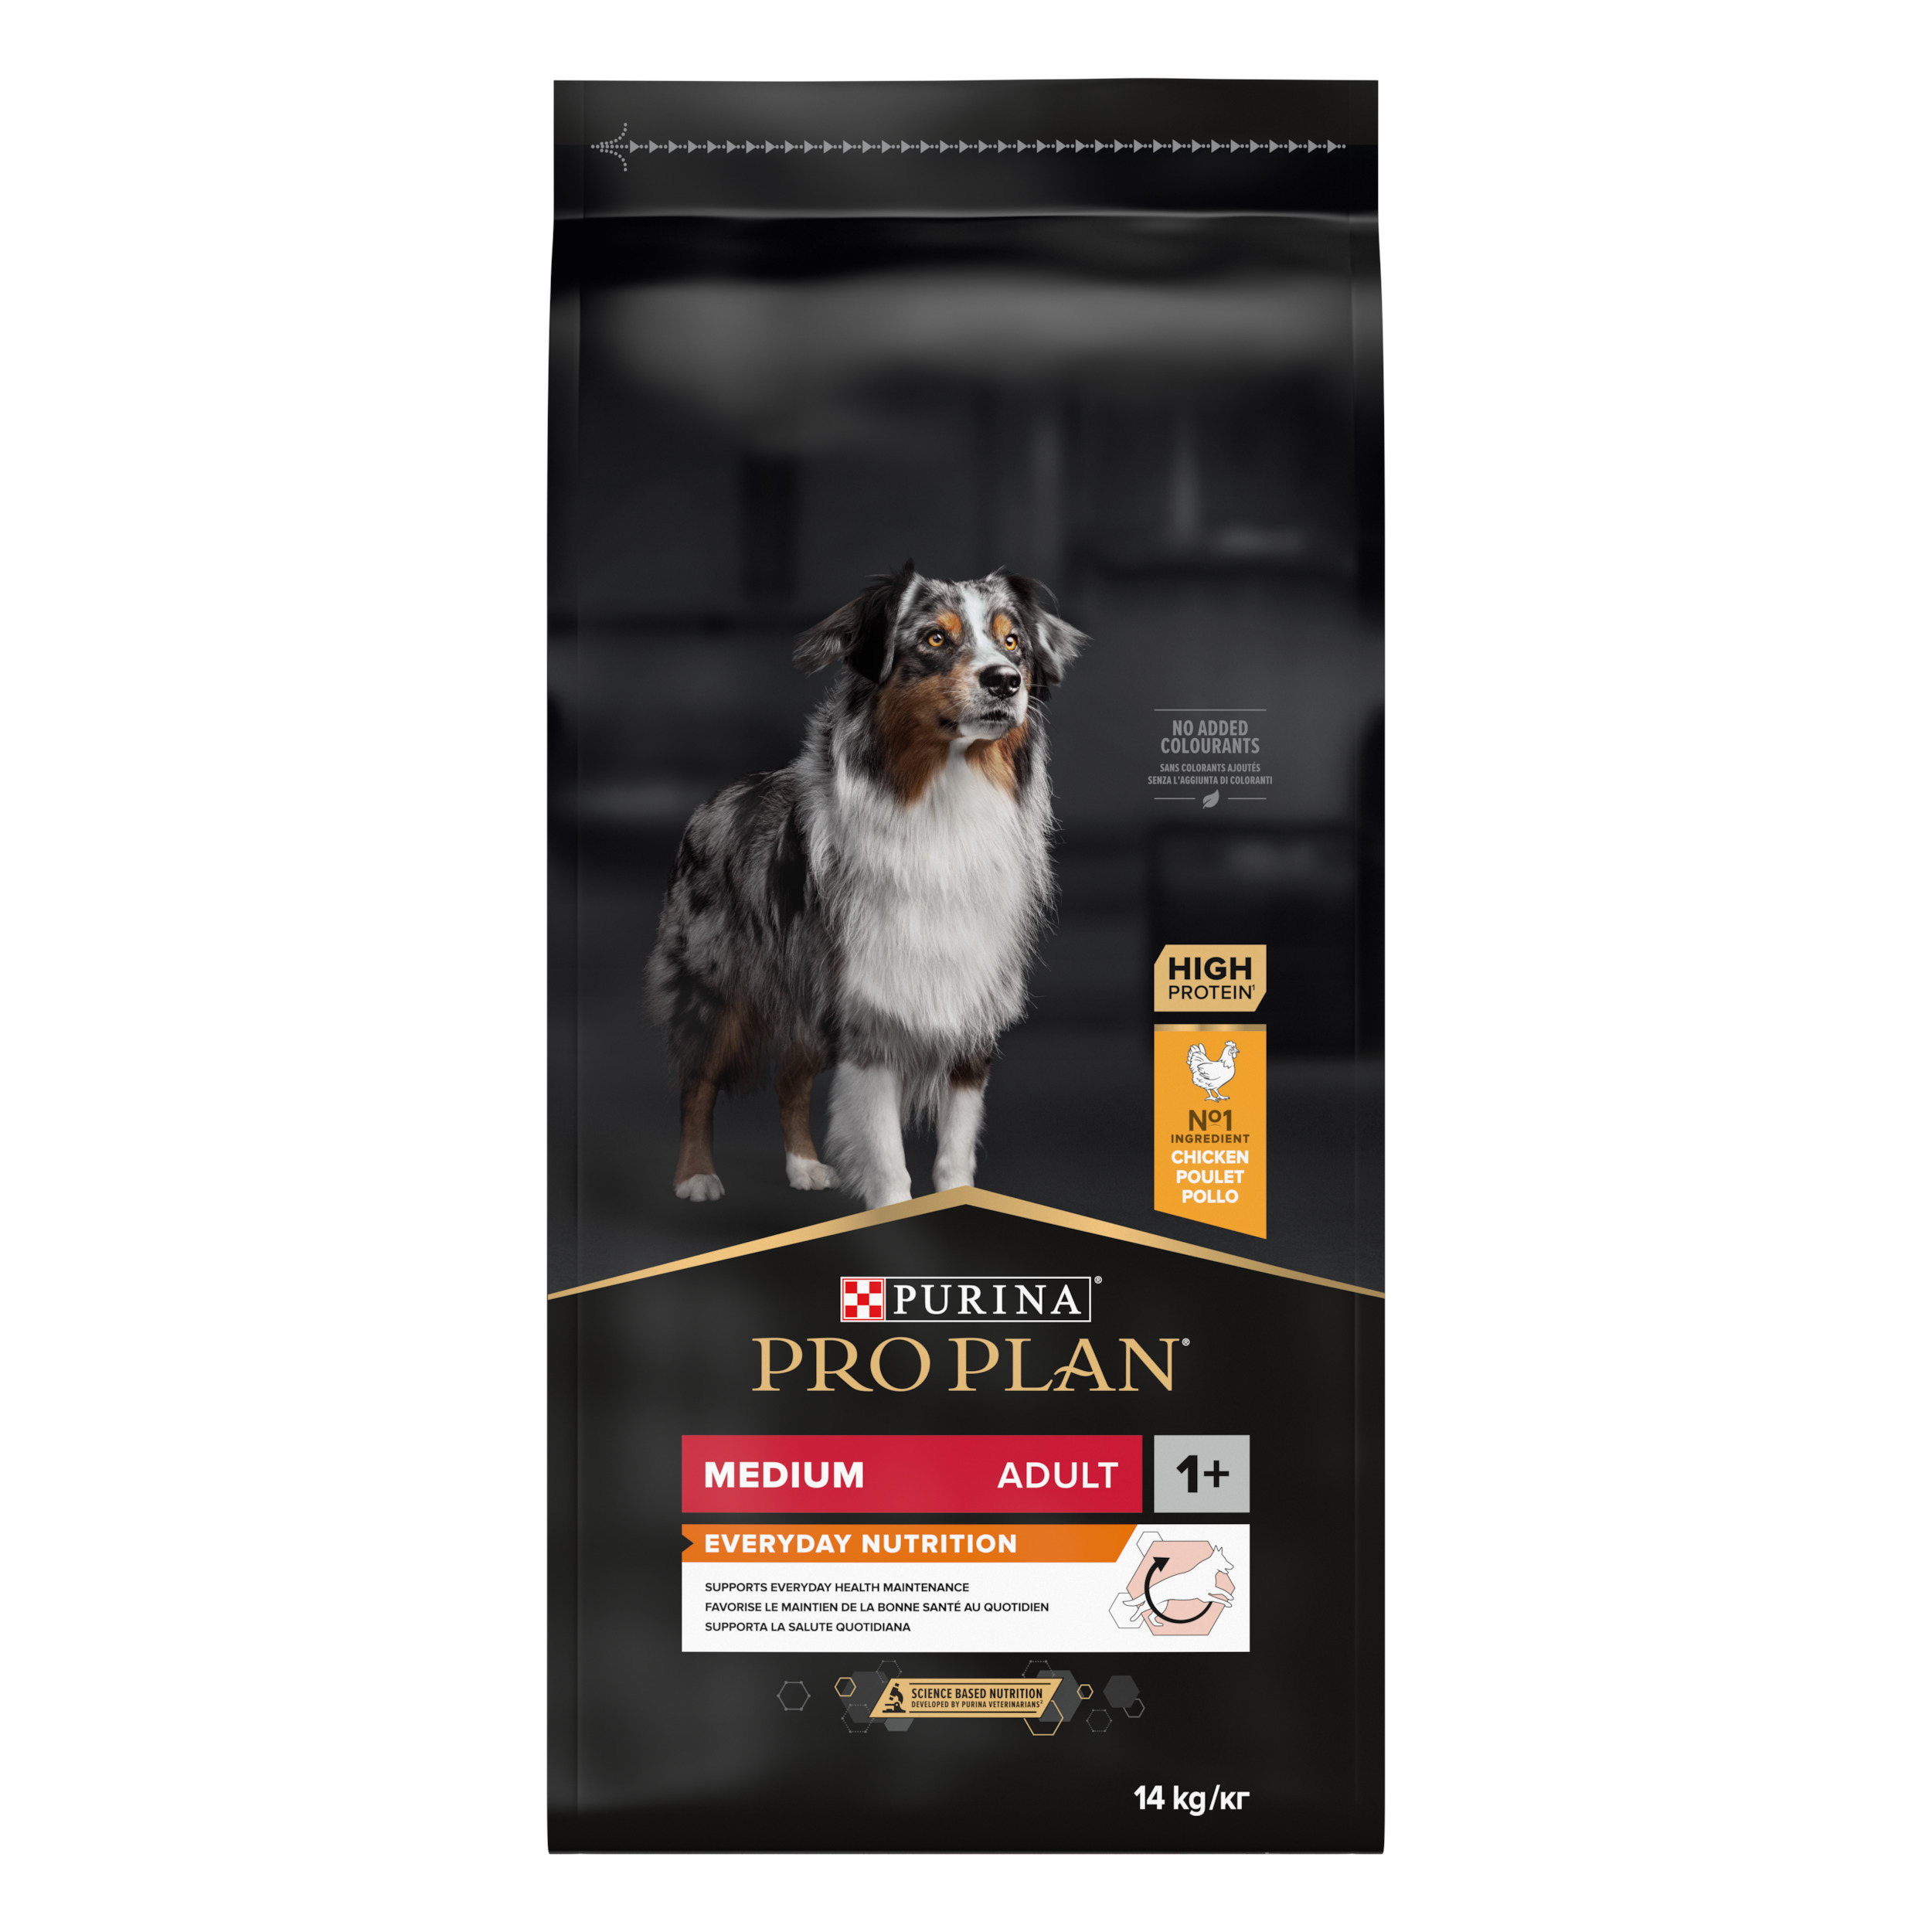 NO ADDED
COLOURANTS
SANS COLORANTS AJOUTÉS
SENZA L'AGGIUNTA DI COLORANTI
HIGH
PROTEIN¹
Nº1
INGREDIENT
CHICKEN
POULET
POLLO
PURINA®
PRO PLAN®
MEDIUM ADULT 1+
EVERYDAY NUTRITION
SUPPORTS EVERYDAY HEALTH MAINTENANCE
FAVORISE LE MAINTIEN DE LA BONNE SANTÉ AU QUOTIDIEN
SUPPORTA LA SALUTE QUOTIDIANA
SCIENCE BASED NUTRITION
DEVELOPED BY PURINA VETERINARIANS²
14 kg/кг